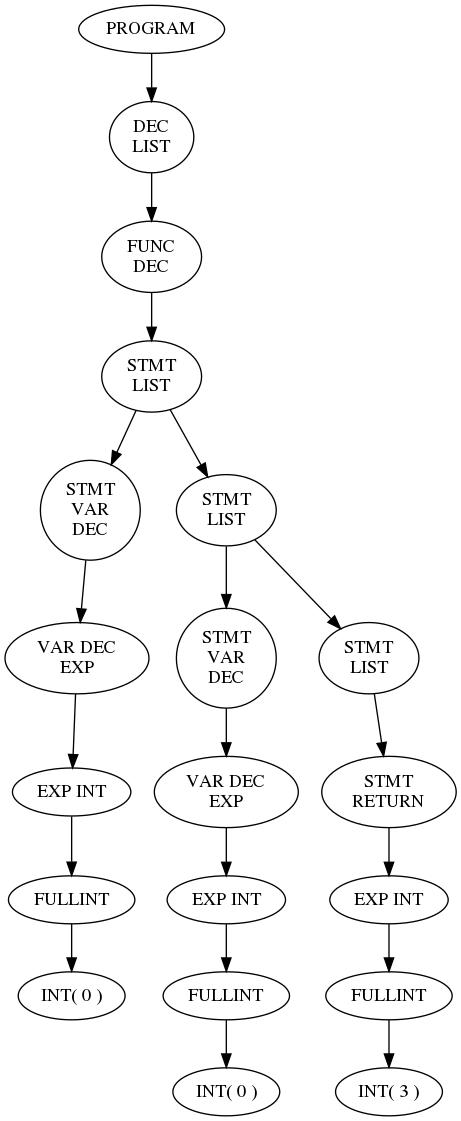 PROGRAM
DEC
LIST
FUNC
DEC
STMT
LIST
STMT
VAR
DEC
STMT
LIST
VAR DEC
EXP
STMT
VAR
DEC
STMT
LIST
EXP INT
VAR DEC
EXP
STMT
RETURN
FULLINT
EXP INT
EXP INT
INT( 0 )
FULLINT
FULLINT
INT( 0 )
INT( 3 )